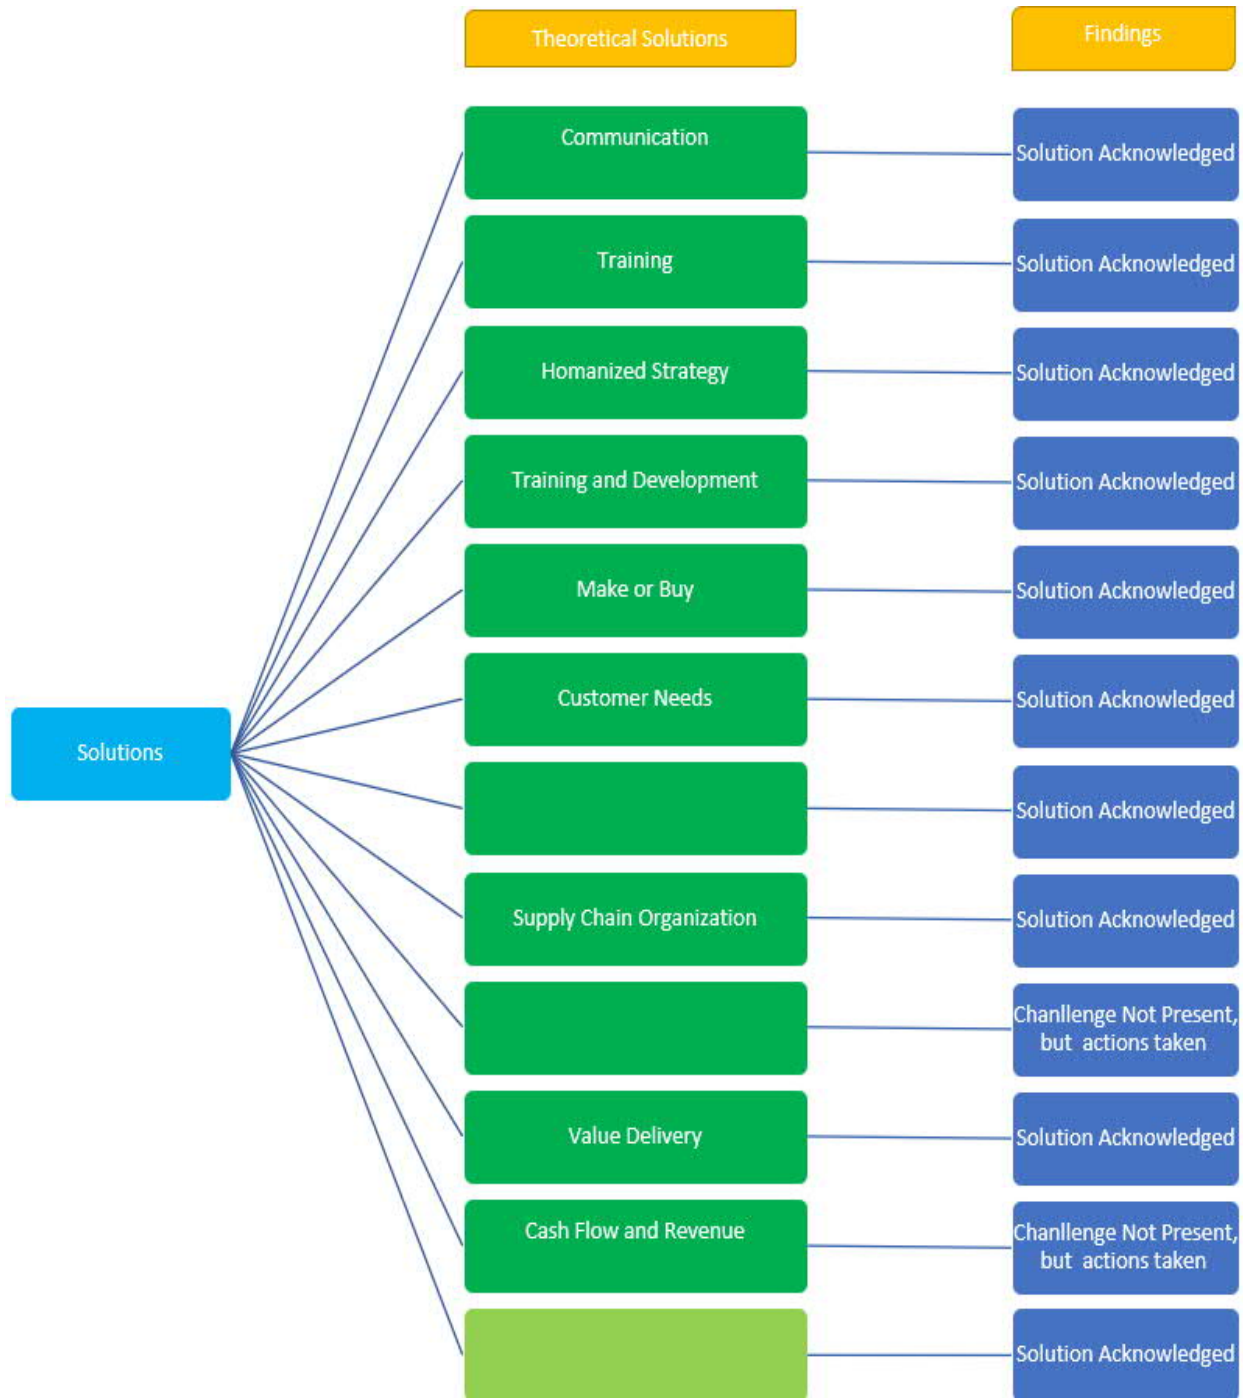 Theoretical Solutions
Findings
Communication
Solution Acknowledged
Training
Solution Acknowledged
Homanized Strategy
Solution Acknowledged
Training and Development
Solution Acknowledged
Make or Buy
Solution Acknowledged
Customer Needs
Solution Acknowledged
Solutions
Solution Acknowledged
Supply Chain Organization
Solution Acknowledged
Chanllenge Not Present,
but actions taken
Value Delivery
Solution Acknowledged
Cash Flow and Revenue
Chanllenge Not Present,
but actions taken
Solution Acknowledged